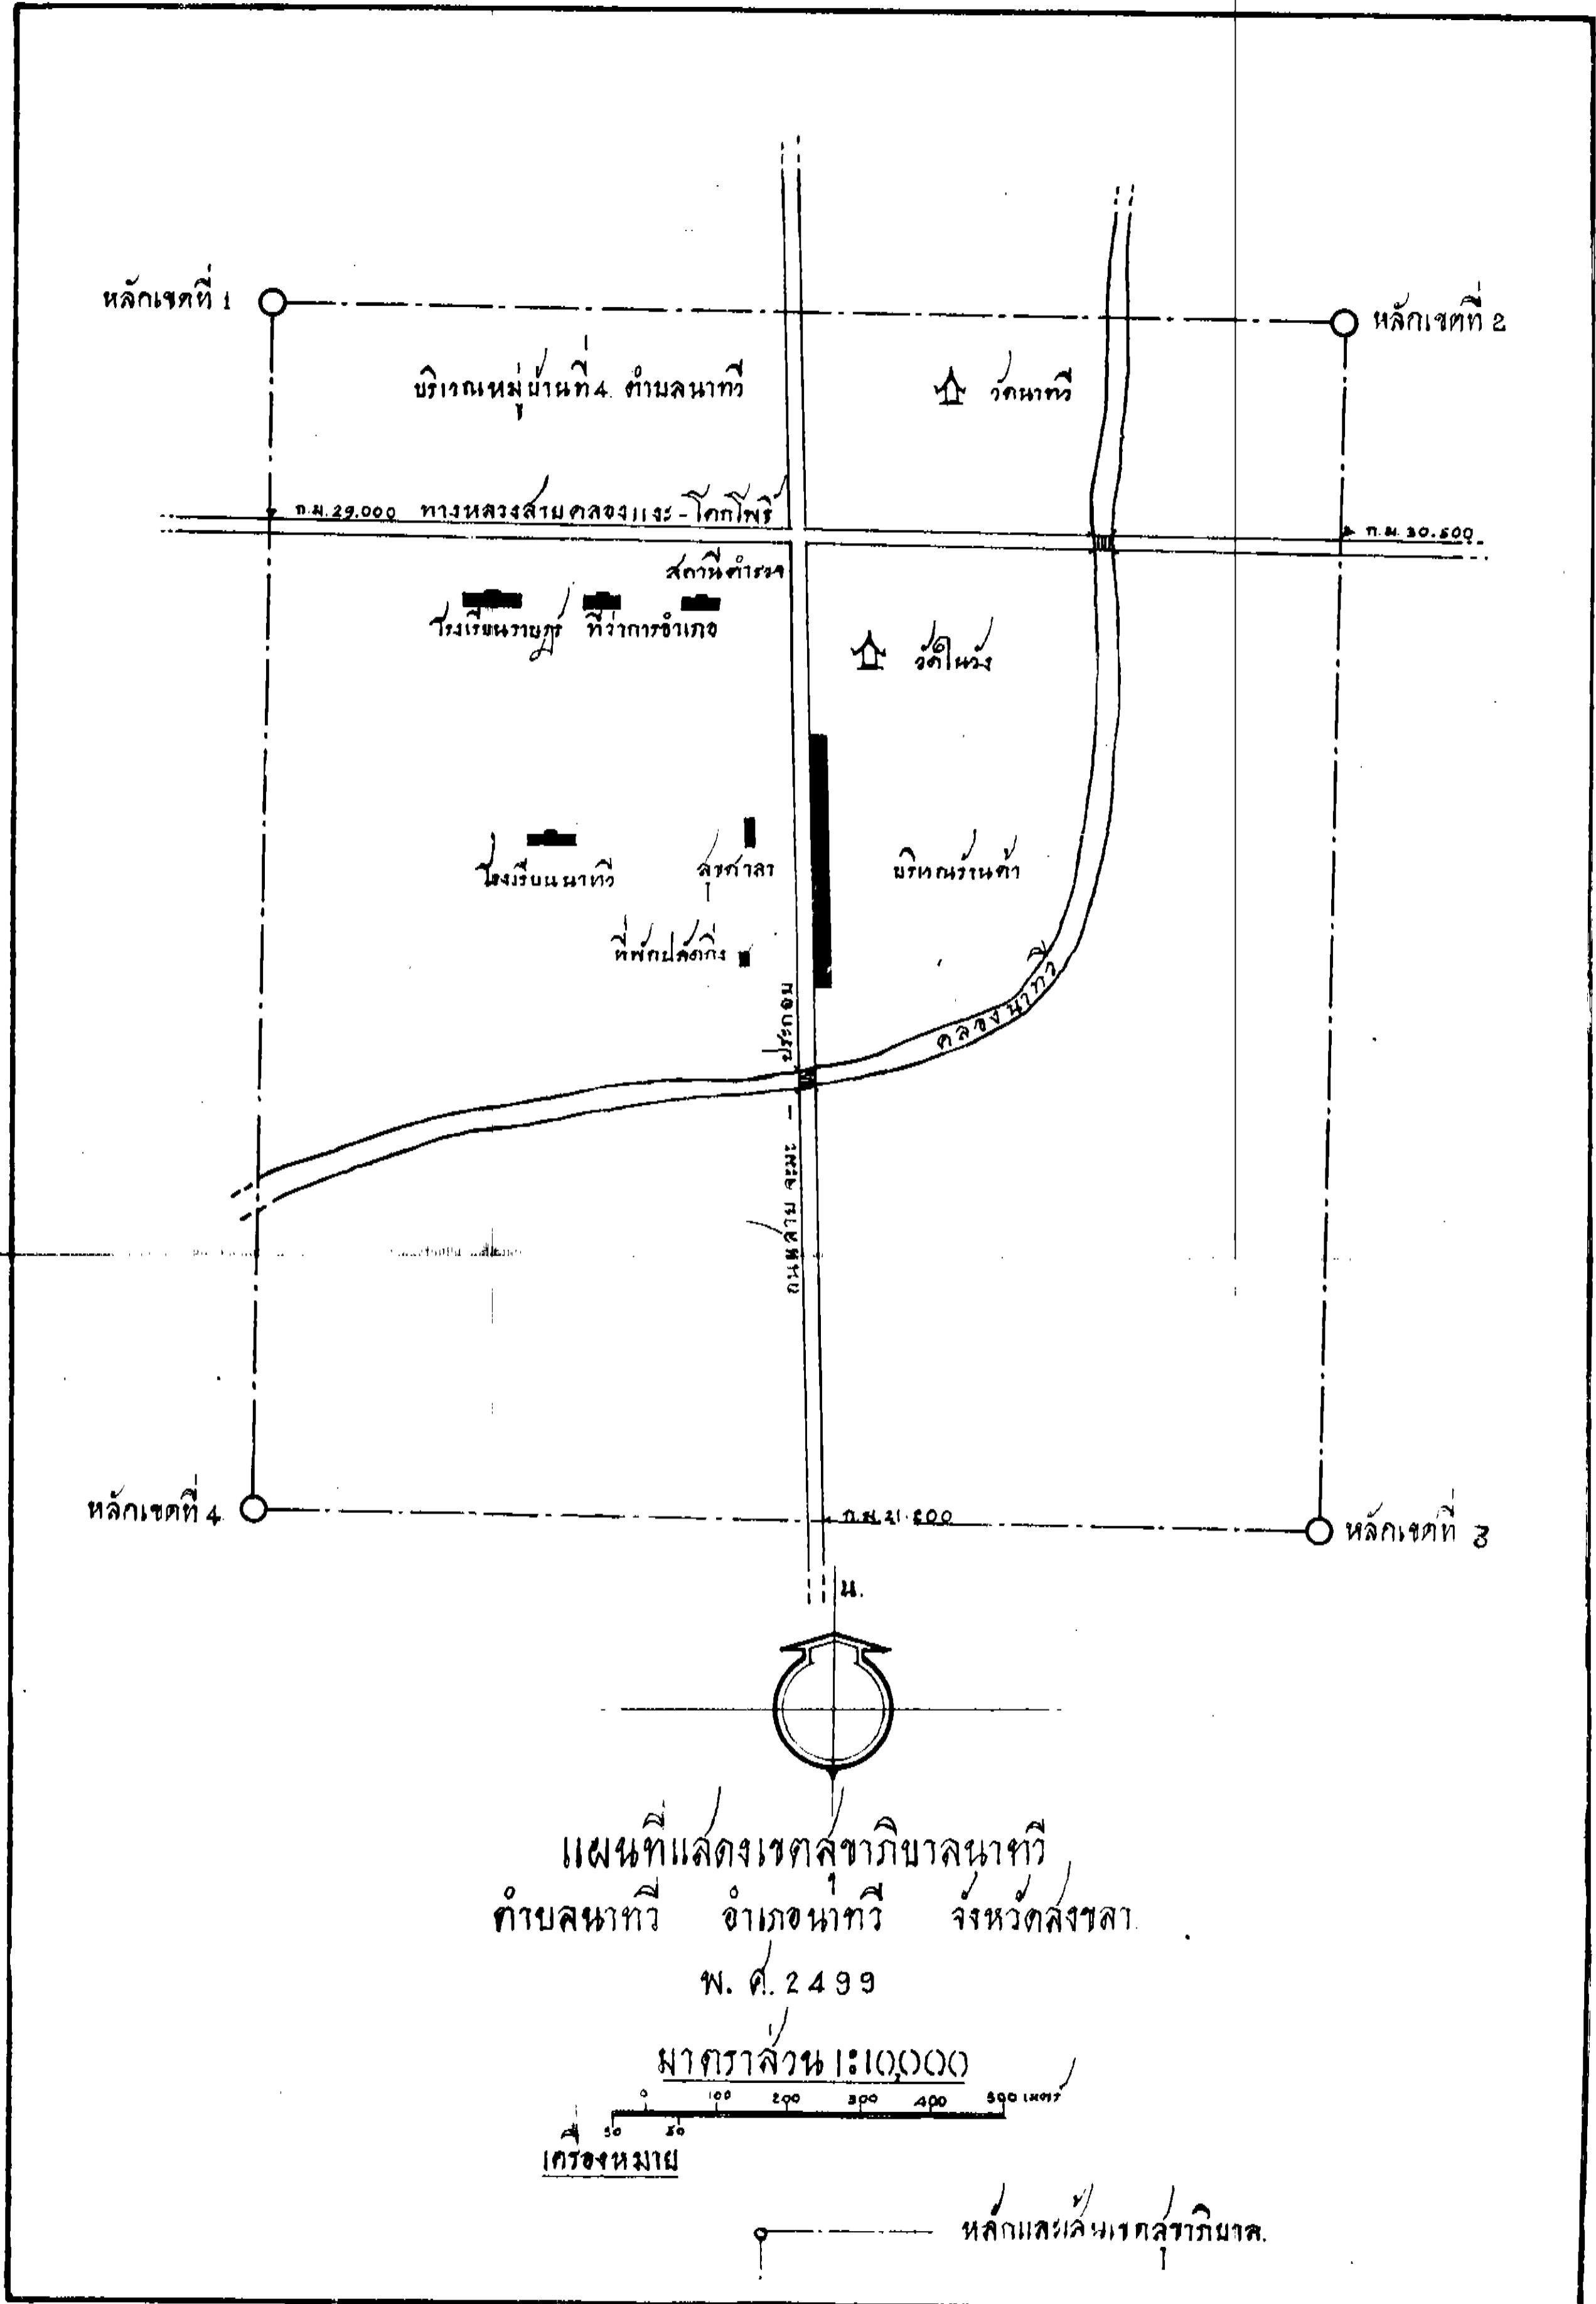 หลักเขตที่ 1
หลักเขตที่ 2
บริเวณหมู่บ้านที่ 4. ตำบลนาทวี
วัดนาทวี
ก.ม. 29.000 ทางหลวงสายคลองแงะ - โคกโพธิ์
ก.ม. 30.500
สถานีตำรวจ
โรงเรียนราษฎร์ ที่ว่าการอำเภอ
วัดในวัง
โรงเรียนนาทวี
สุขศาลา
บริเวณร้านค้า
ที่พักปลัดกิ่ง
คลองนาทวี
ถนนสาย จะนะ - ประกอบ
หลักเขตที่ 4
ก.ม. 21.500
หลักเขตที่ 3
น.
แผนที่แสดงเขตสุขาภิบาลนาทวี
ตำบลนาทวี อำเภอนาทวี จังหวัดสงขลา
พ.ศ. 2499
มาตราส่วน 1:10,000
0 100 200 300 400 500 เมตร์
50 50
เครื่องหมาย
หลักและเส้นเขตสุขาภิบาล.